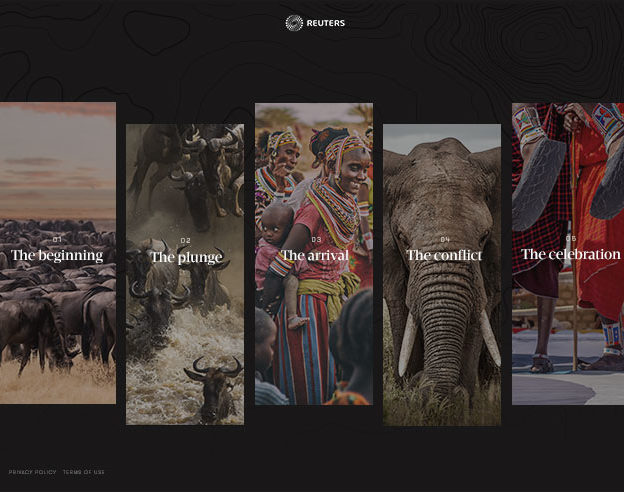 REUTERS
01
The beginning
02
The plunge
03
The arrival
04
The conflict
05
The celebration
PRIVACY POLICY TERMS OF USE